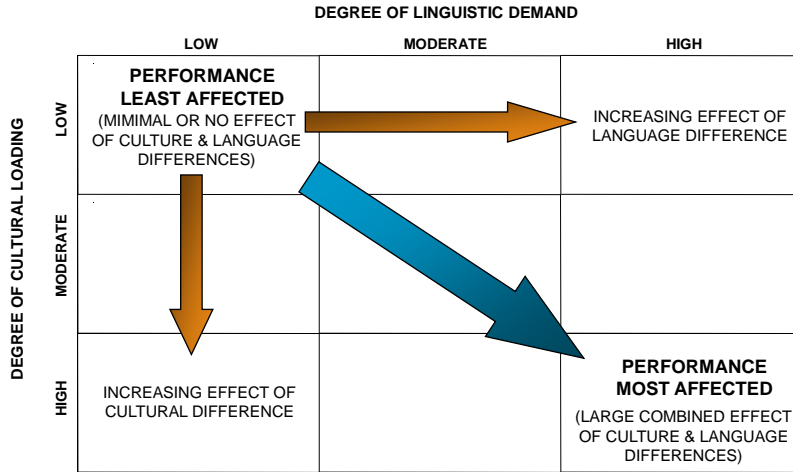 DEGREE OF LINGUISTIC DEMAND
LOW
MODERATE
HIGH
DEGREE OF CULTURAL LOADING
LOW
PERFORMANCE
LEAST AFFECTED
(MIMIMAL OR NO EFFECT
OF CULTURE & LANGUAGE
DIFFERENCES)
INCREASING EFFECT OF
LANGUAGE DIFFERENCE
MODERATE
HIGH
INCREASING EFFECT OF
CULTURAL DIFFERENCE
PERFORMANCE
MOST AFFECTED
(LARGE COMBINED EFFECT
OF CULTURE & LANGUAGE
DIFFERENCES)